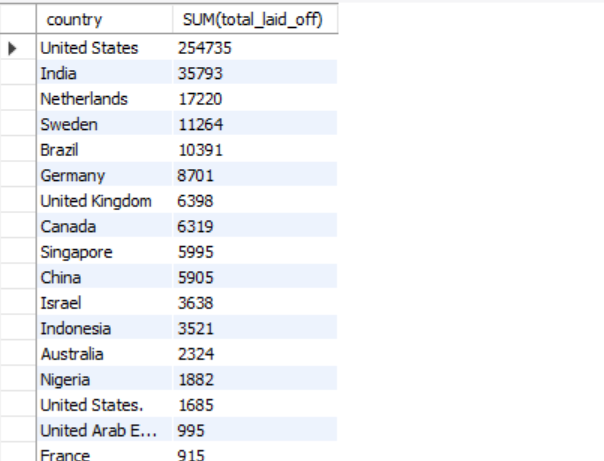 country SUM(total_laid_off)
United States 254735
India 35793
Netherlands 17220
Sweden 11264
Brazil 10391
Germany 8701
United Kingdom 6398
Canada 6319
Singapore 5995
China 5905
Israel 3638
Indonesia 3521
Australia 2324
Nigeria 1882
United States. 1685
United Arab E... 995
France 915